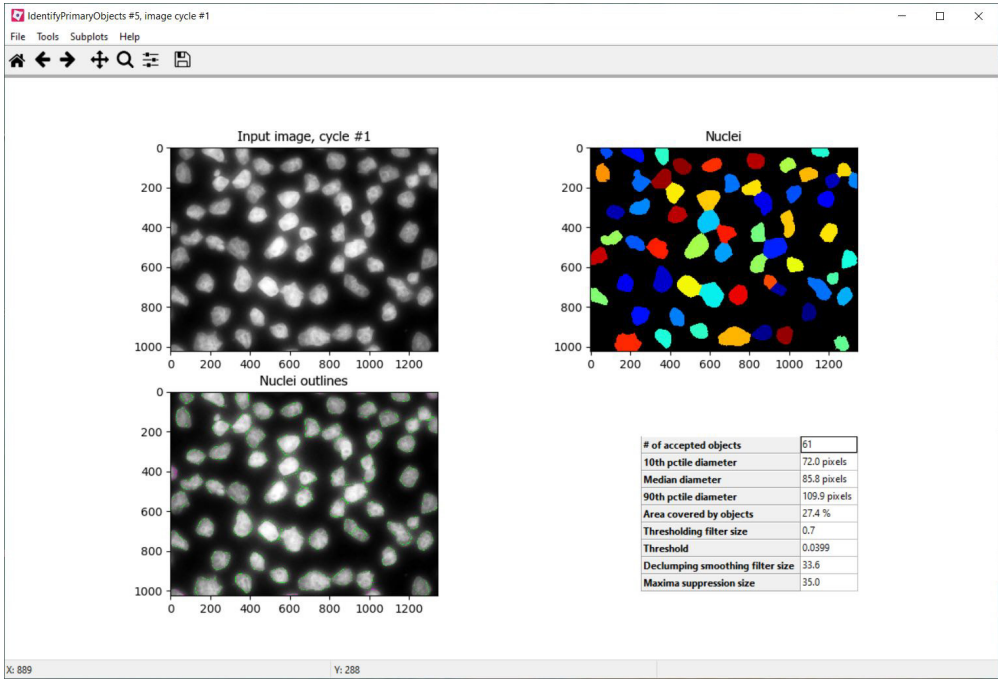 IdentifyPrimaryObjects #5, image cycle #1
File Tools Subplots Help
Input image, cycle #1
0
200
400
600
800
1000
0 200 400 600 800 1000 1200
Nuclei
0
200
400
600
800
1000
0 200 400 600 800 1000 1200
Nuclei outlines
0
200
400
600
800
1000
0 200 400 600 800 1000 1200
# of accepted objects 61
10th pctile diameter 72.0 pixels
Median diameter 85.8 pixels
90th pctile diameter 109.9 pixels
Area covered by objects 27.4 %
Thresholding filter size 0.7
Threshold 0.0399
Declumping smoothing filter size 33.6
Maxima suppression size 35.0
X: 889 Y: 288